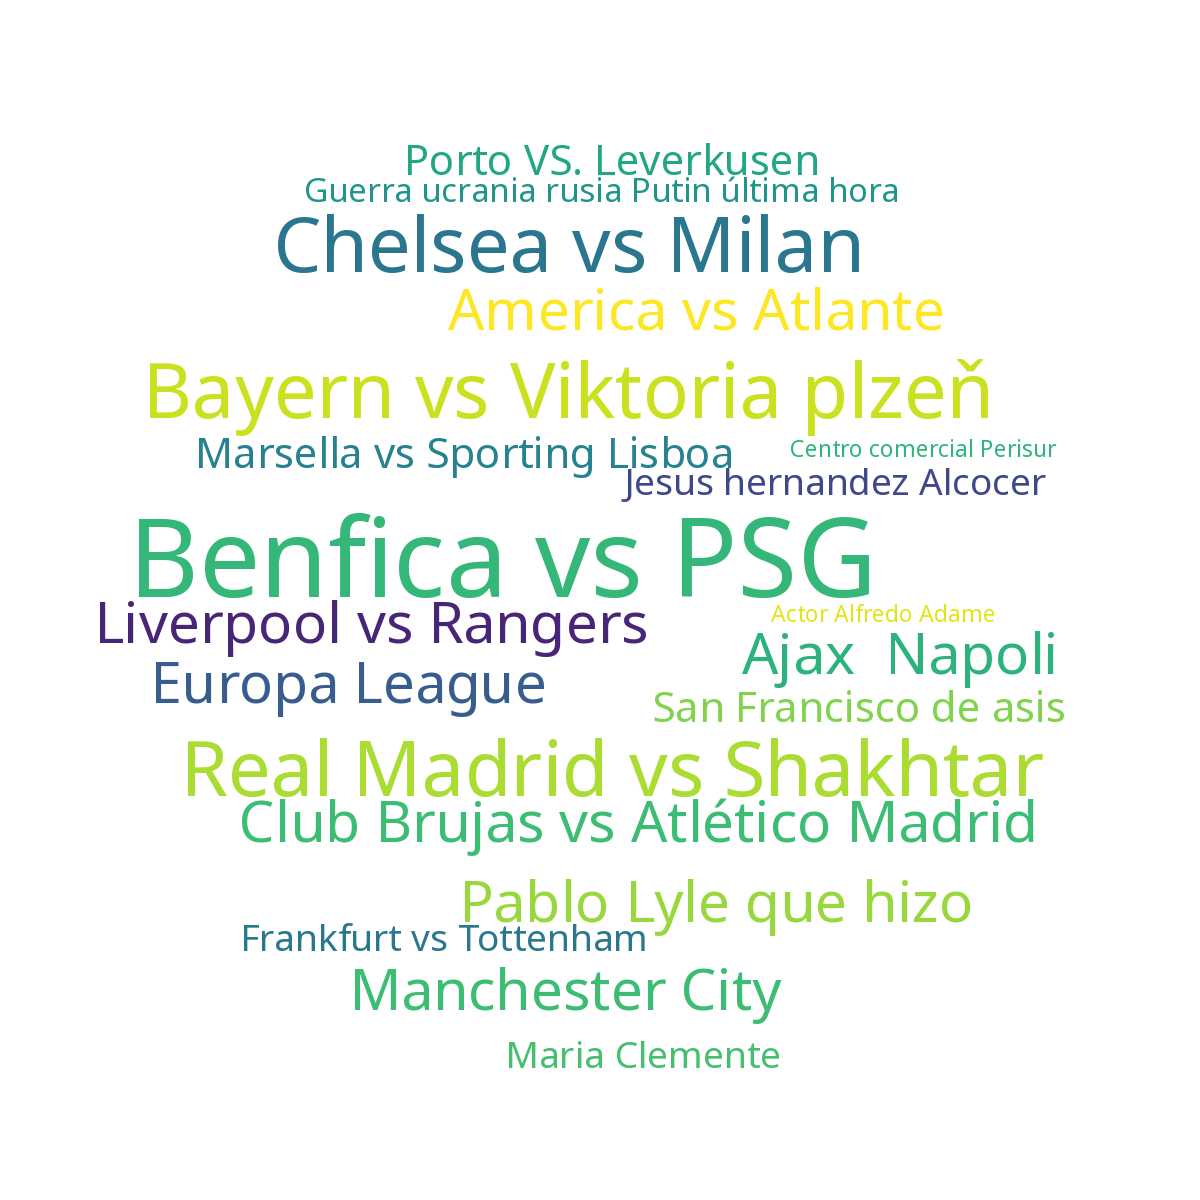 Porto VS. Leverkusen
Guerra ucrania rusia Putin última hora
Chelsea vs Milan
America vs Atlante
Bayern vs Viktoria plzeň
Marsella vs Sporting Lisboa
Centro comercial Perisur
Jesus hernandez Alcocer
Benfica vs PSG
Liverpool vs Rangers
Actor Alfredo Adame
Ajax  Napoli
Europa League
San Francisco de asis
Real Madrid vs Shakhtar
Club Brujas vs Atlético Madrid
Pablo Lyle que hizo
Frankfurt vs Tottenham
Manchester City
Maria Clemente